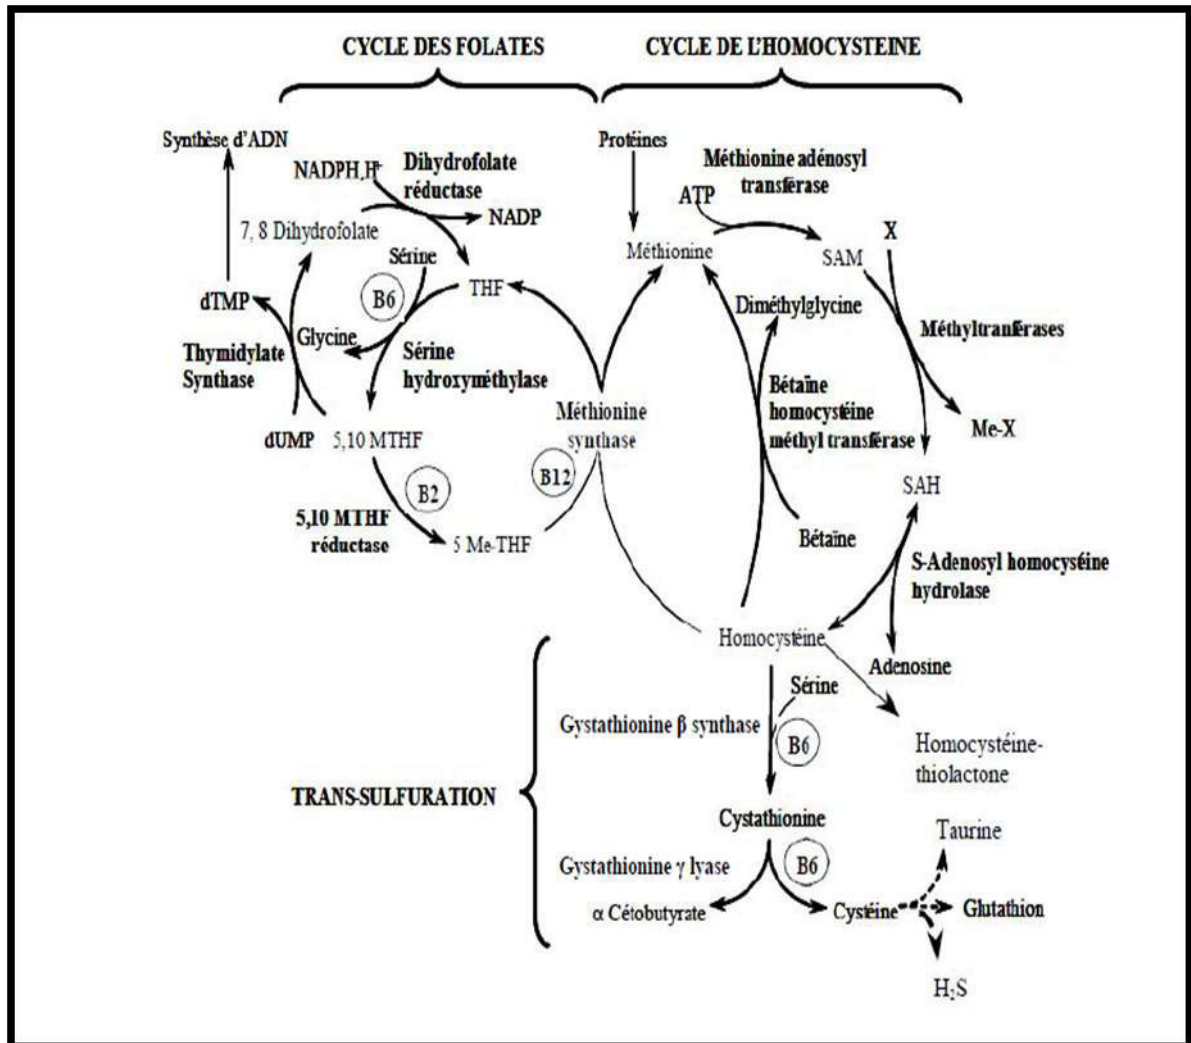 CYCLE DES FOLATES
CYCLE DE L'HOMOCYSTEINE
Synthèse d'ADN
NADPH,H+
Dihydrofolate
réductase
NADP
7, 8 Dihydrofolate
Sérine
THF
B6
dTMP
Glycine
Thymidylate
Synthase
Sérine
hydroxyméthylase
dUMP
5,10 MTHF
B2
5,10 MTHF
réductase
5 Me-THF
Méthionine
synthase
B12
Protéines
Méthionine adénosyl
transférase
ATP
Méthionine
SAM
X
Diméthylglycine
Méthyltranférases
Bétaïne
homocystéine
méthyl transférase
Me-X
SAH
Bétaïne
S-Adenosyl homocyséine
hydrolase
Homocystéine
Adenosine
Sérine
Gystathionine β synthase
B6
Homocystéine-
thiolactone
TRANS-SULFURATION
Cystathionine
Taurine
Gystathionine γ lyase
B6
α Cétobutyrate
Cystéine
Glutathion
H2S